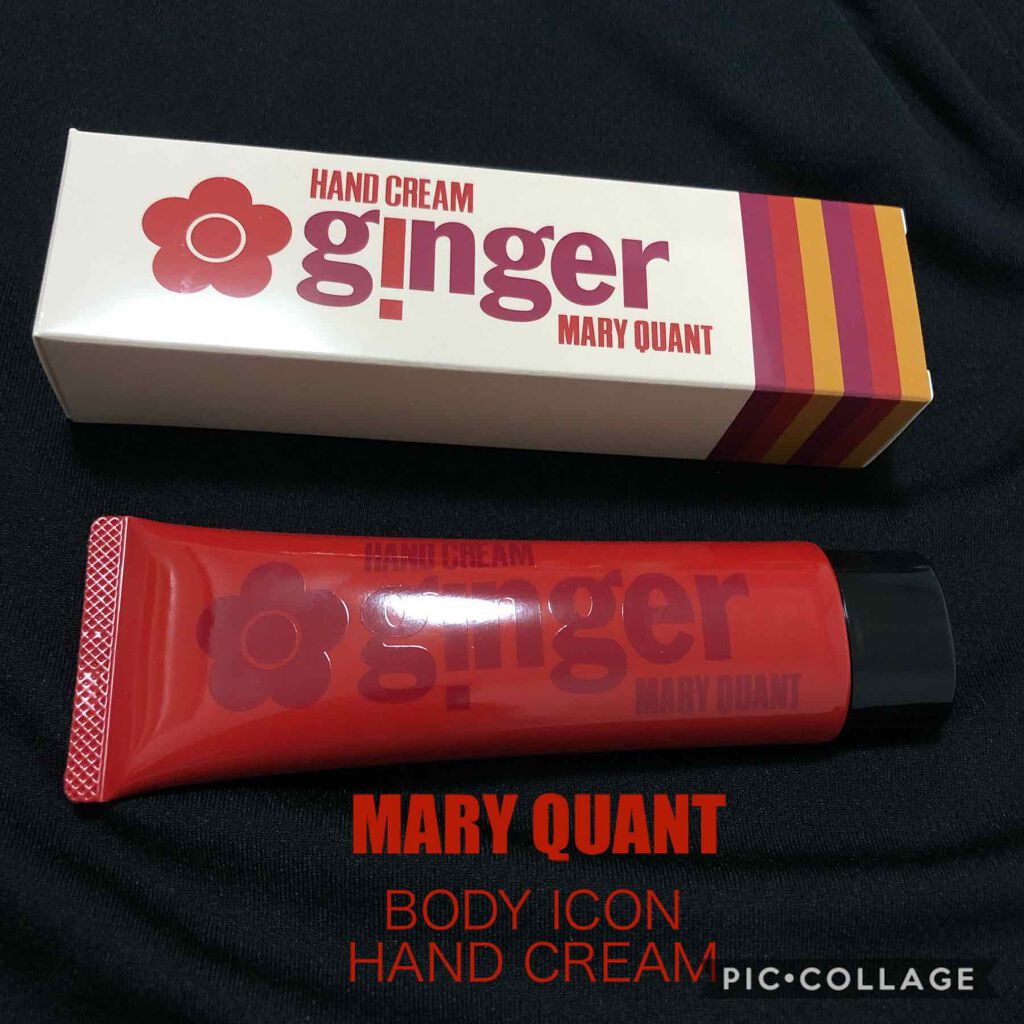 HAND CREAM
ginger
MARY QUANT
HAND CREAM
ginger
MARY QUANT
MARY QUANT
BODY ICON
HAND CREAM
PIC•COLLAGE